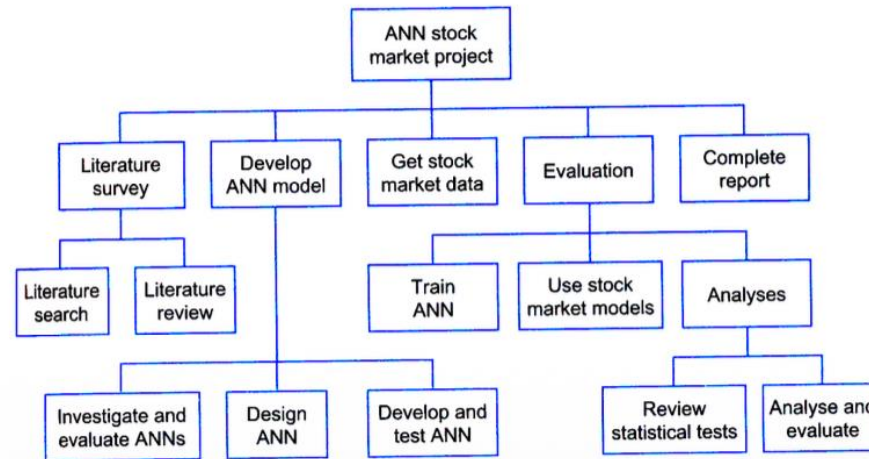 ANN stock
market project
Literature
survey
Develop
ANN model
Get stock
market data
Evaluation
Complete
report
Literature
search
Literature
review
Train
ANN
Use stock
market models
Analyses
Investigate and
evaluate ANNs
Design
ANN
Develop and
test ANN
Review
statistical tests
Analyse and
evaluate